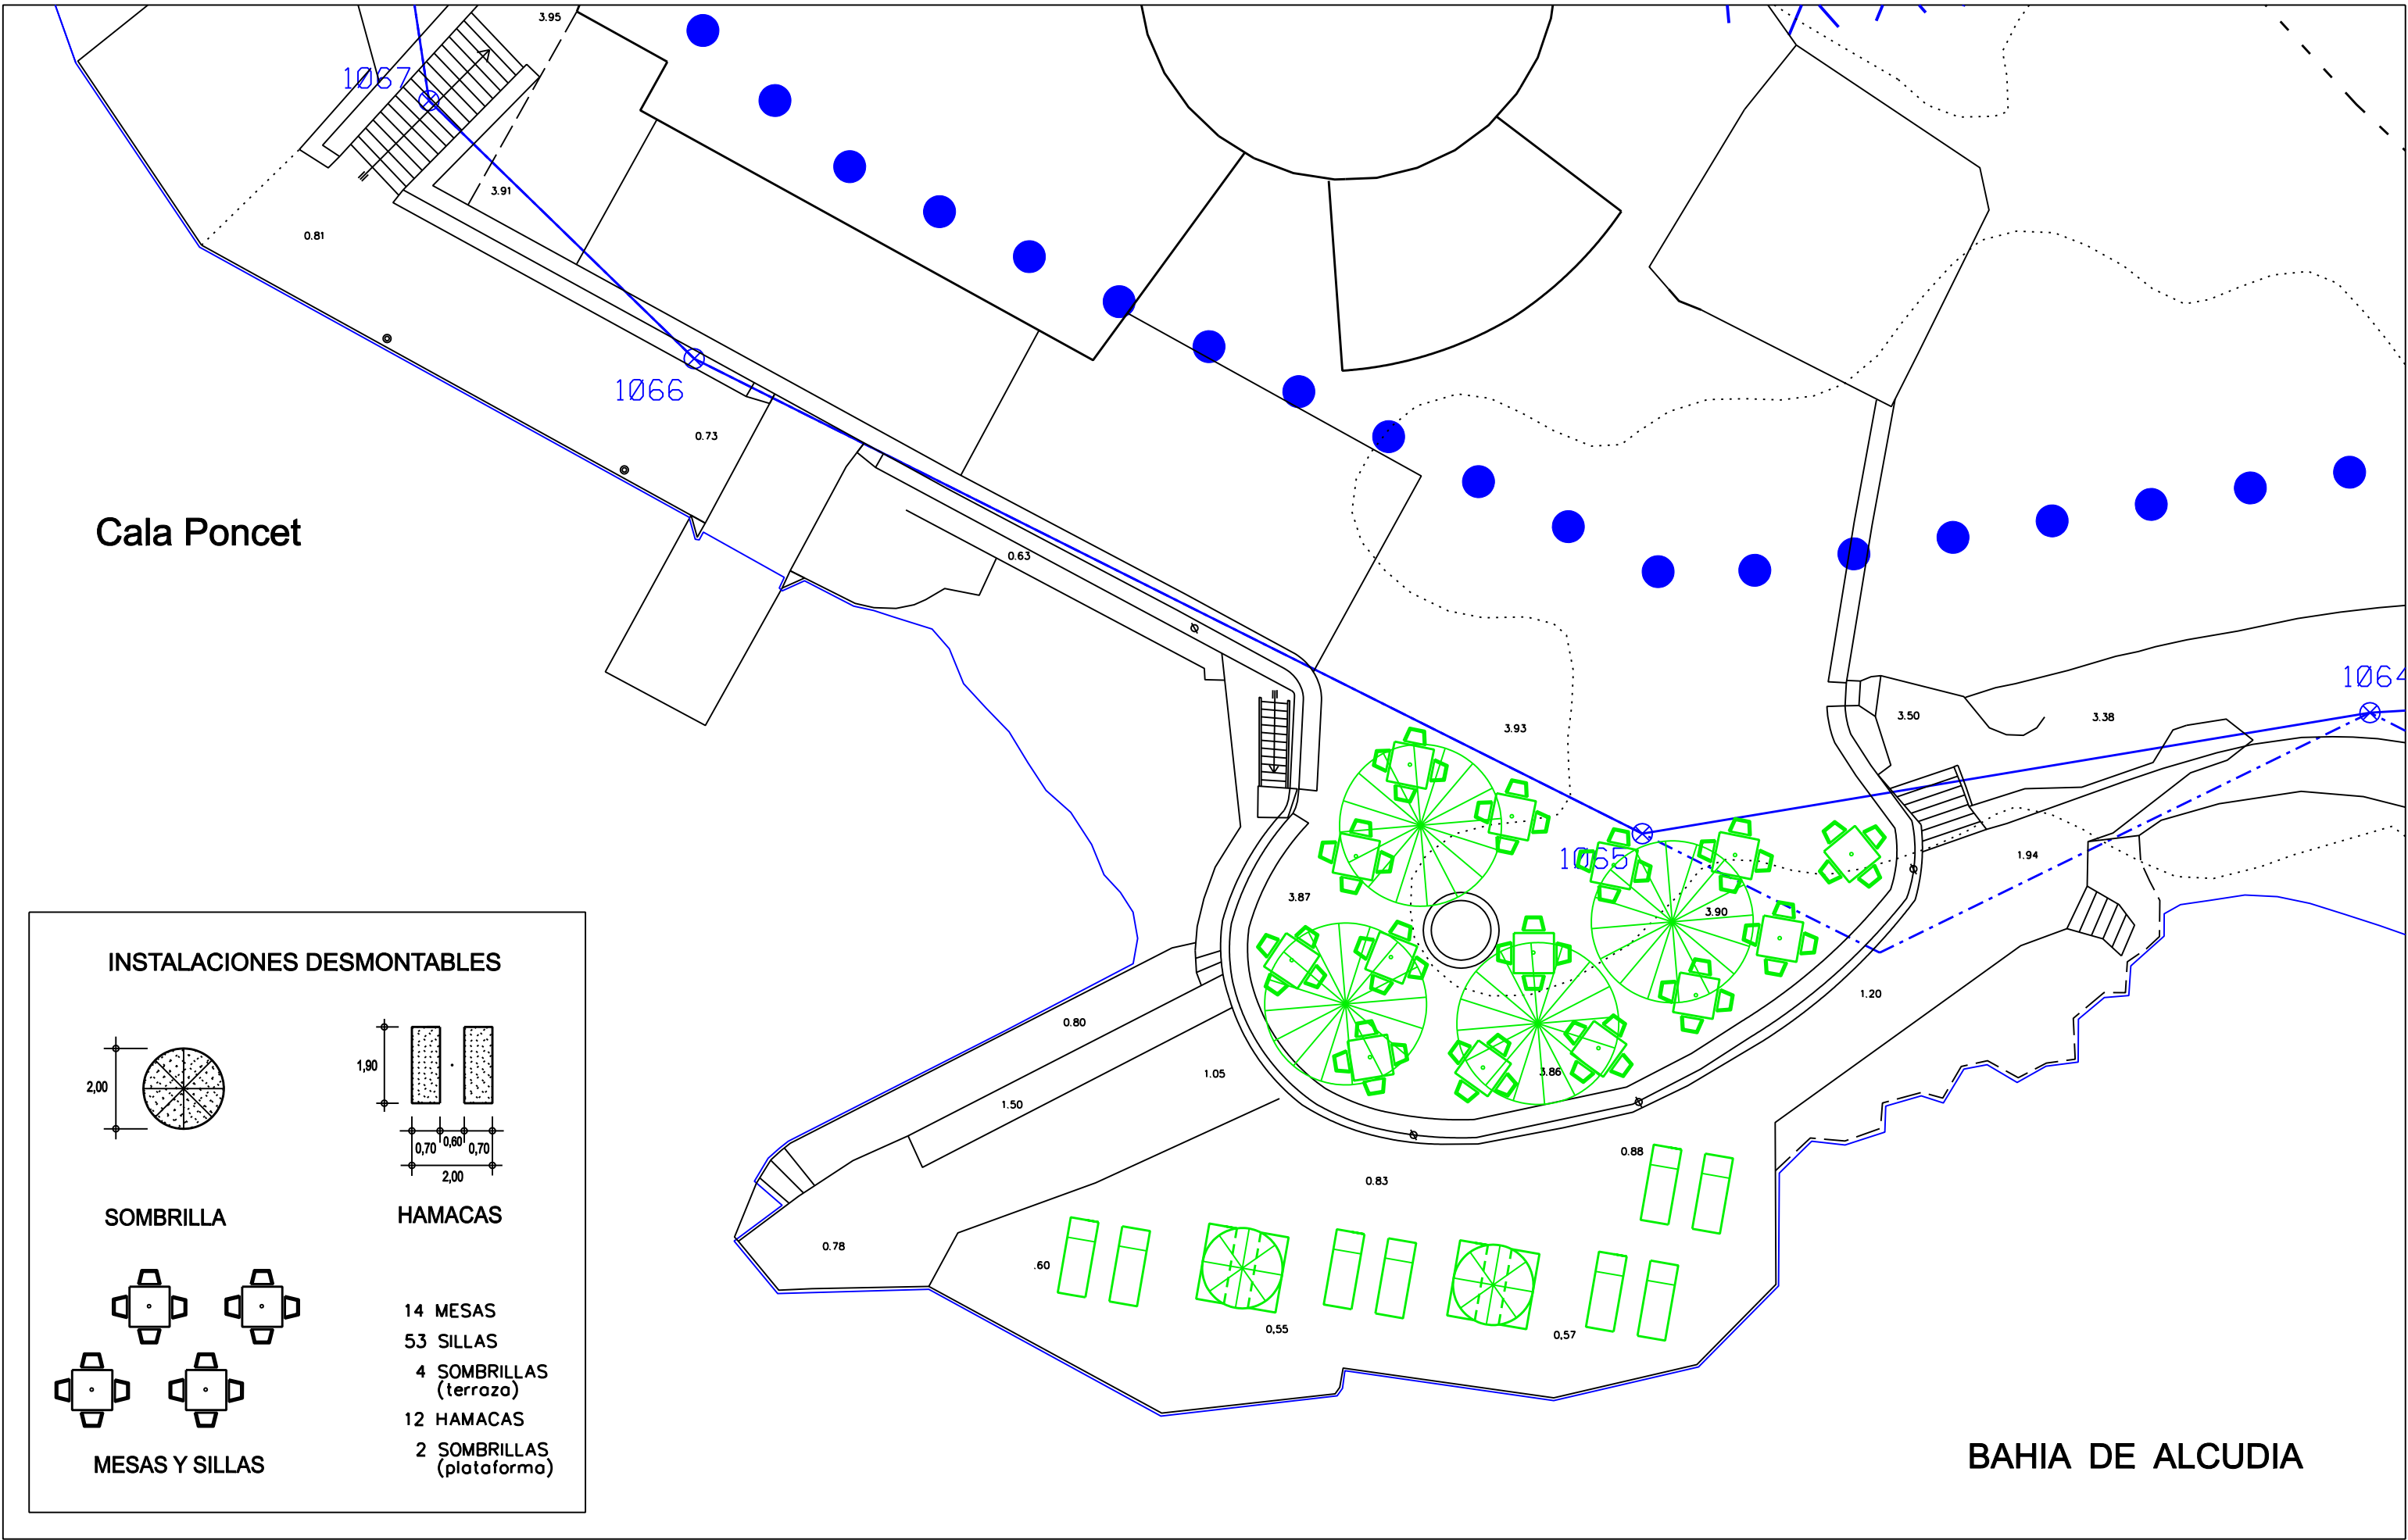 3.95
1Ø67
3.91
0.81
1Ø66
0.73
Cala Poncet
0.63
1Ø64
3.50
3.38
3.93
1Ø65
1.94
3.87
3.90
1.20
0.80
1.05
3.86
1.50
0.88
0.83
0.78
.60
0,55
0,57
INSTALACIONES DESMONTABLES
2,00
1,90
0,70
0,60
0,70
2,00
SOMBRILLA
HAMACAS
14 MESAS
53 SILLAS
4 SOMBRILLAS
(terraza)
12 HAMACAS
2 SOMBRILLAS
(plataforma)
MESAS Y SILLAS
BAHIA DE ALCUDIA